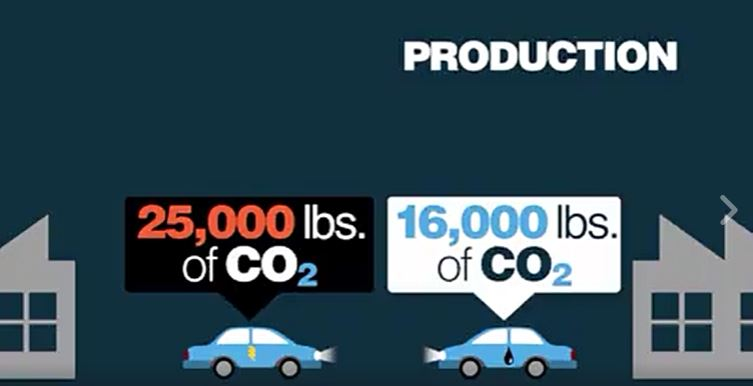 PRODUCTION
25,000 lbs.
of CO₂
16,000 lbs.
of CO₂